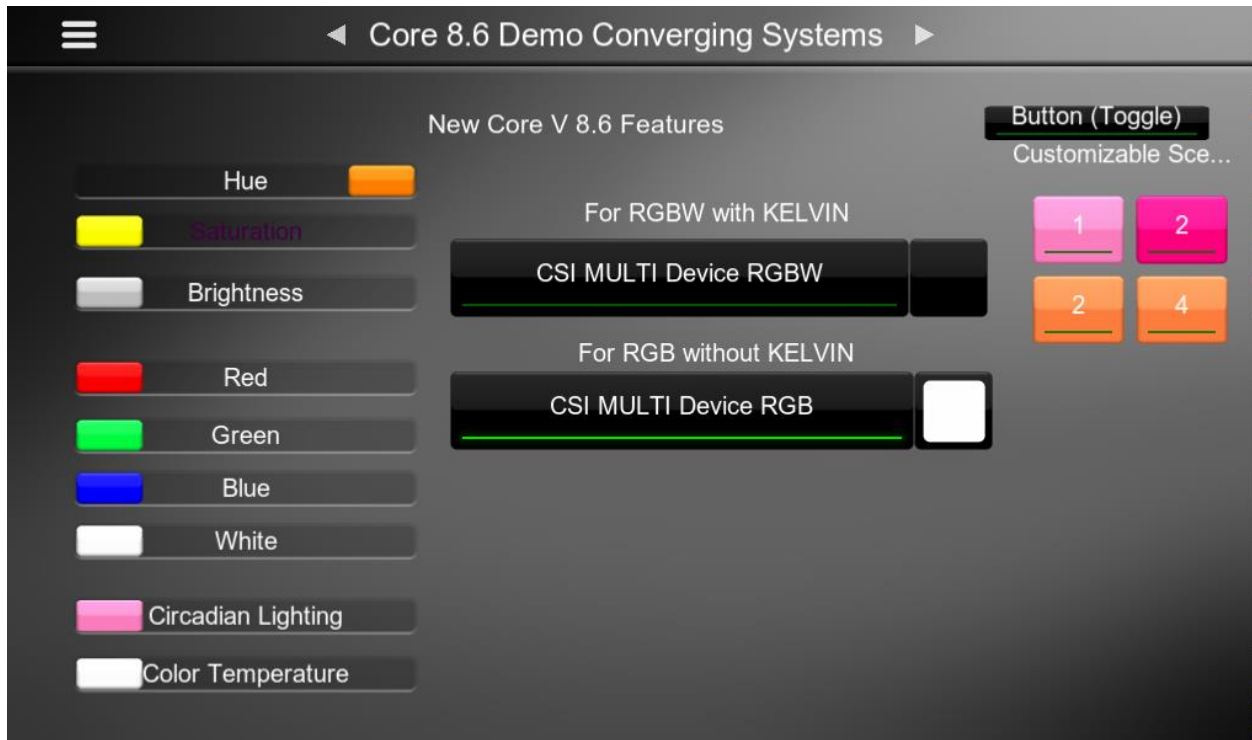 Core 8.6 Demo Converging Systems
New Core V 8.6 Features
Button (Toggle)
Customizable Sce...
Hue
Saturation
Brightness
Red
Green
Blue
White
Circadian Lighting
Color Temperature
For RGBW with KELVIN
CSI MULTI Device RGBW
For RGB without KELVIN
CSI MULTI Device RGB
1 2
2 4